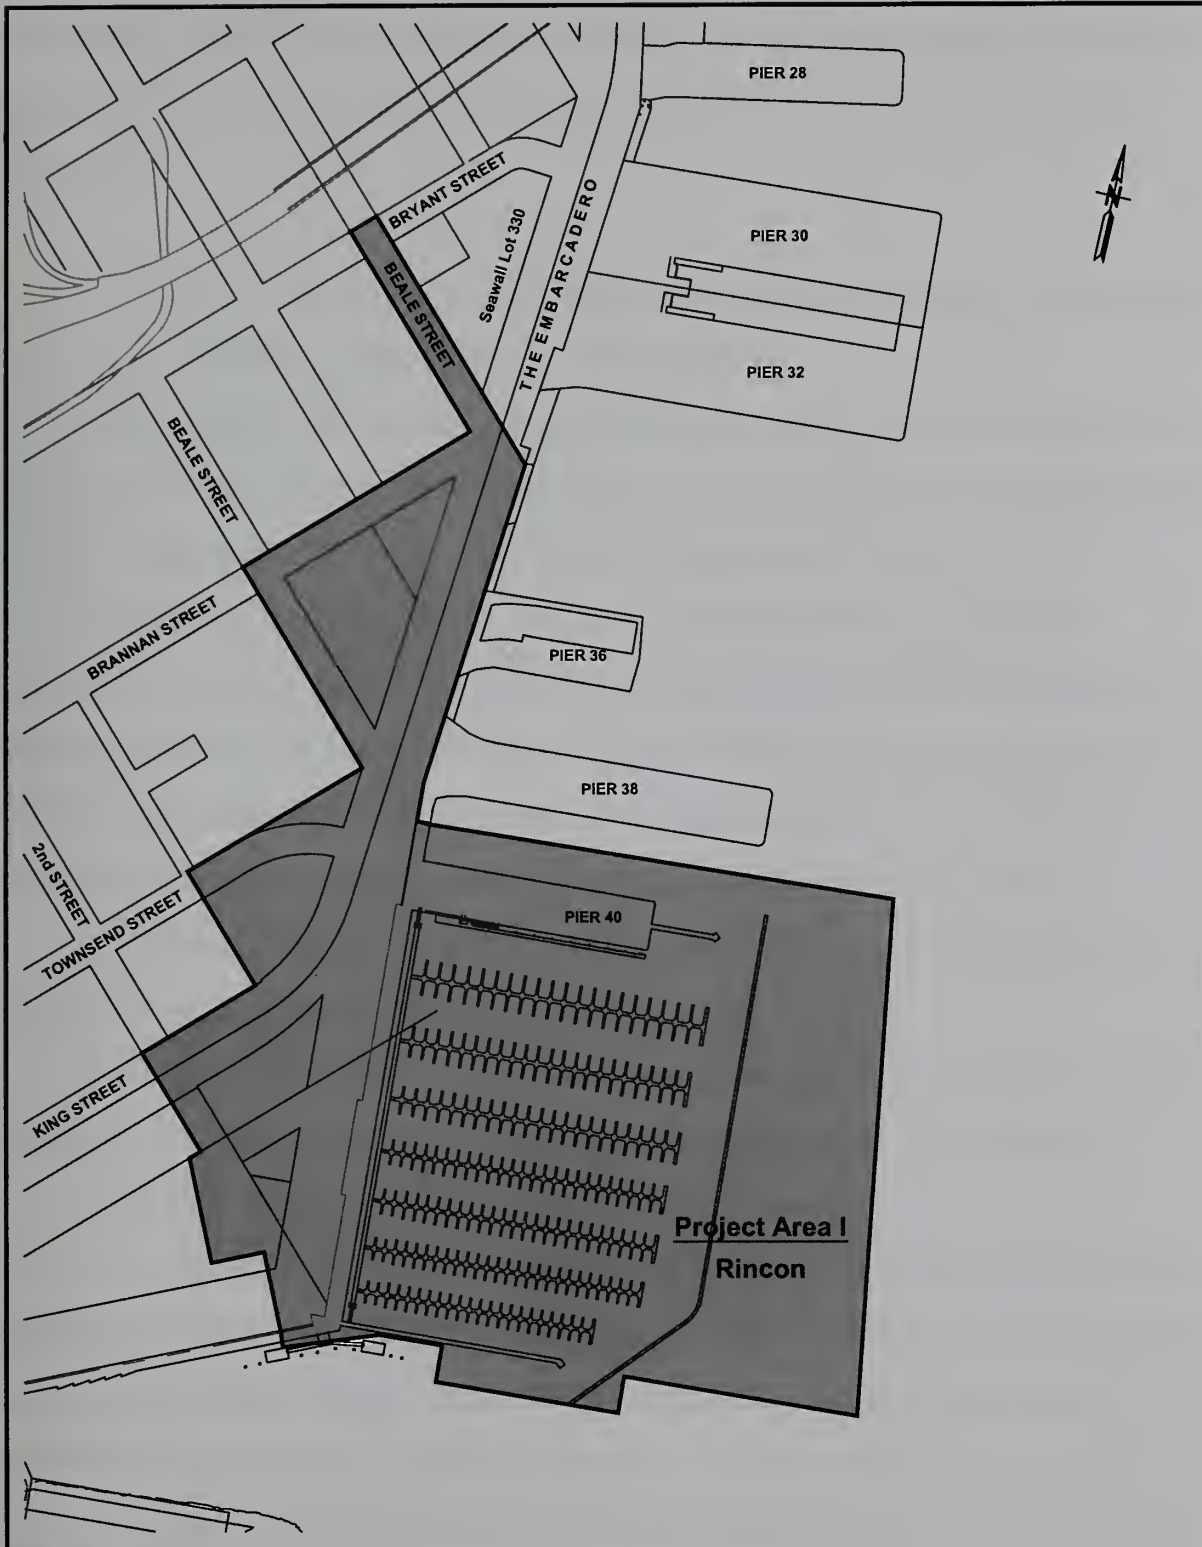 PIER 28
N
BRYANT STREET
Seawall Lot 330
THE EMBARCADERO
PIER 30
BEALE STREET
PIER 32
BEALE STREET
BRANNAN STREET
PIER 36
PIER 38
2nd STREET
TOWNSEND STREET
PIER 40
KING STREET
Project Area I
Rincon